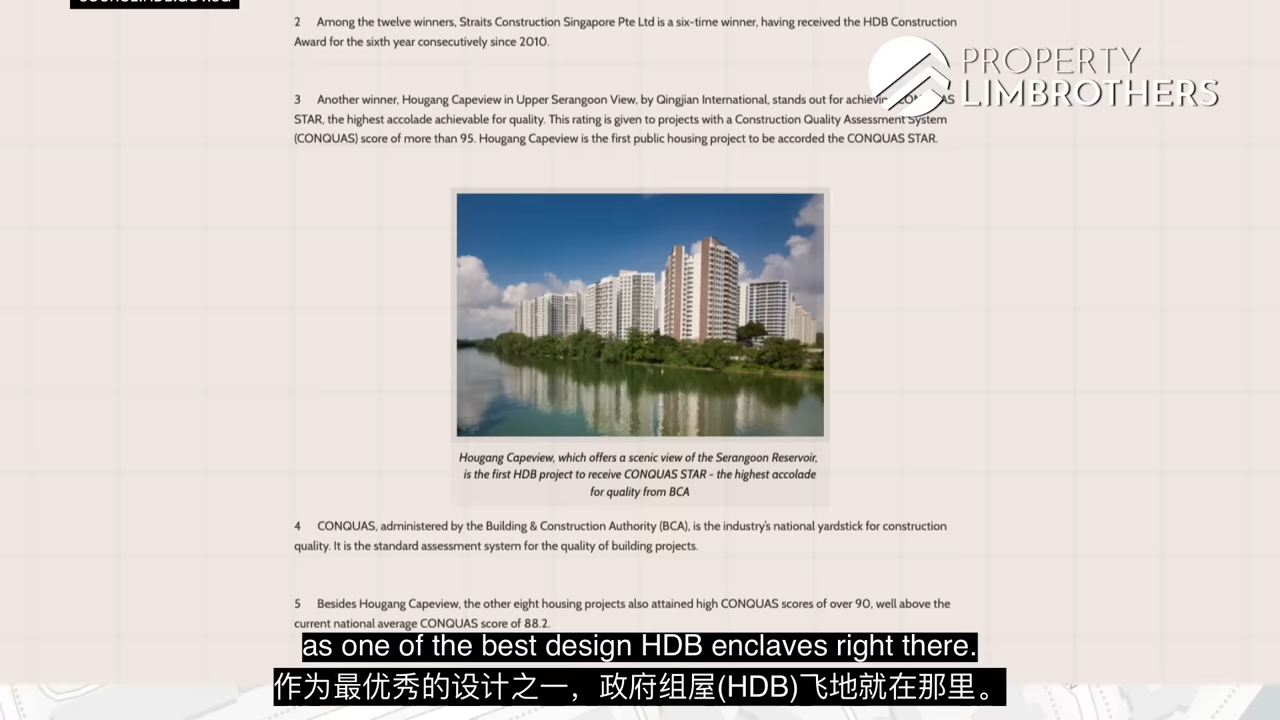 2 Among the twelve winners, Straits Construction Singapore Pte Ltd is a six-time winner, having received the HDB Construction
Award for the sixth year consecutively since 2010.
PROPERTY
LIMBROTHERS
3 Another winner, Hougang Capeview in Upper Serangoon View, by Qingjian International, stands out for
STAR, the highest accolade achievable for quality. This rating is given to projects with a Construction Quality Assessment System
(CONQUAS) score of more than 95. Hougang Capeview is the first public housing project to be accorded the CONQUAS STAR.
Hougang Capeview, which offers a scenic view of the Serangoon Reservoir,
is the first HDB project to receive CONQUAS STAR - the highest accolade
for quality from BCA
4 CONQUAS, administered by the Building & Construction Authority (BCA), is the industry's national yardstick for construction
quality. It is the standard assessment system for the quality of building projects.
5 Besides Hougang Capeview, the other eight housing projects also attained high CONQUAS scores of over 90, well above the
current national average CONQUAS score of 88.2.
as one of the best design HDB enclaves right there.
作为最优秀的设计之一，政府组屋(HDB)飞地就在那里。